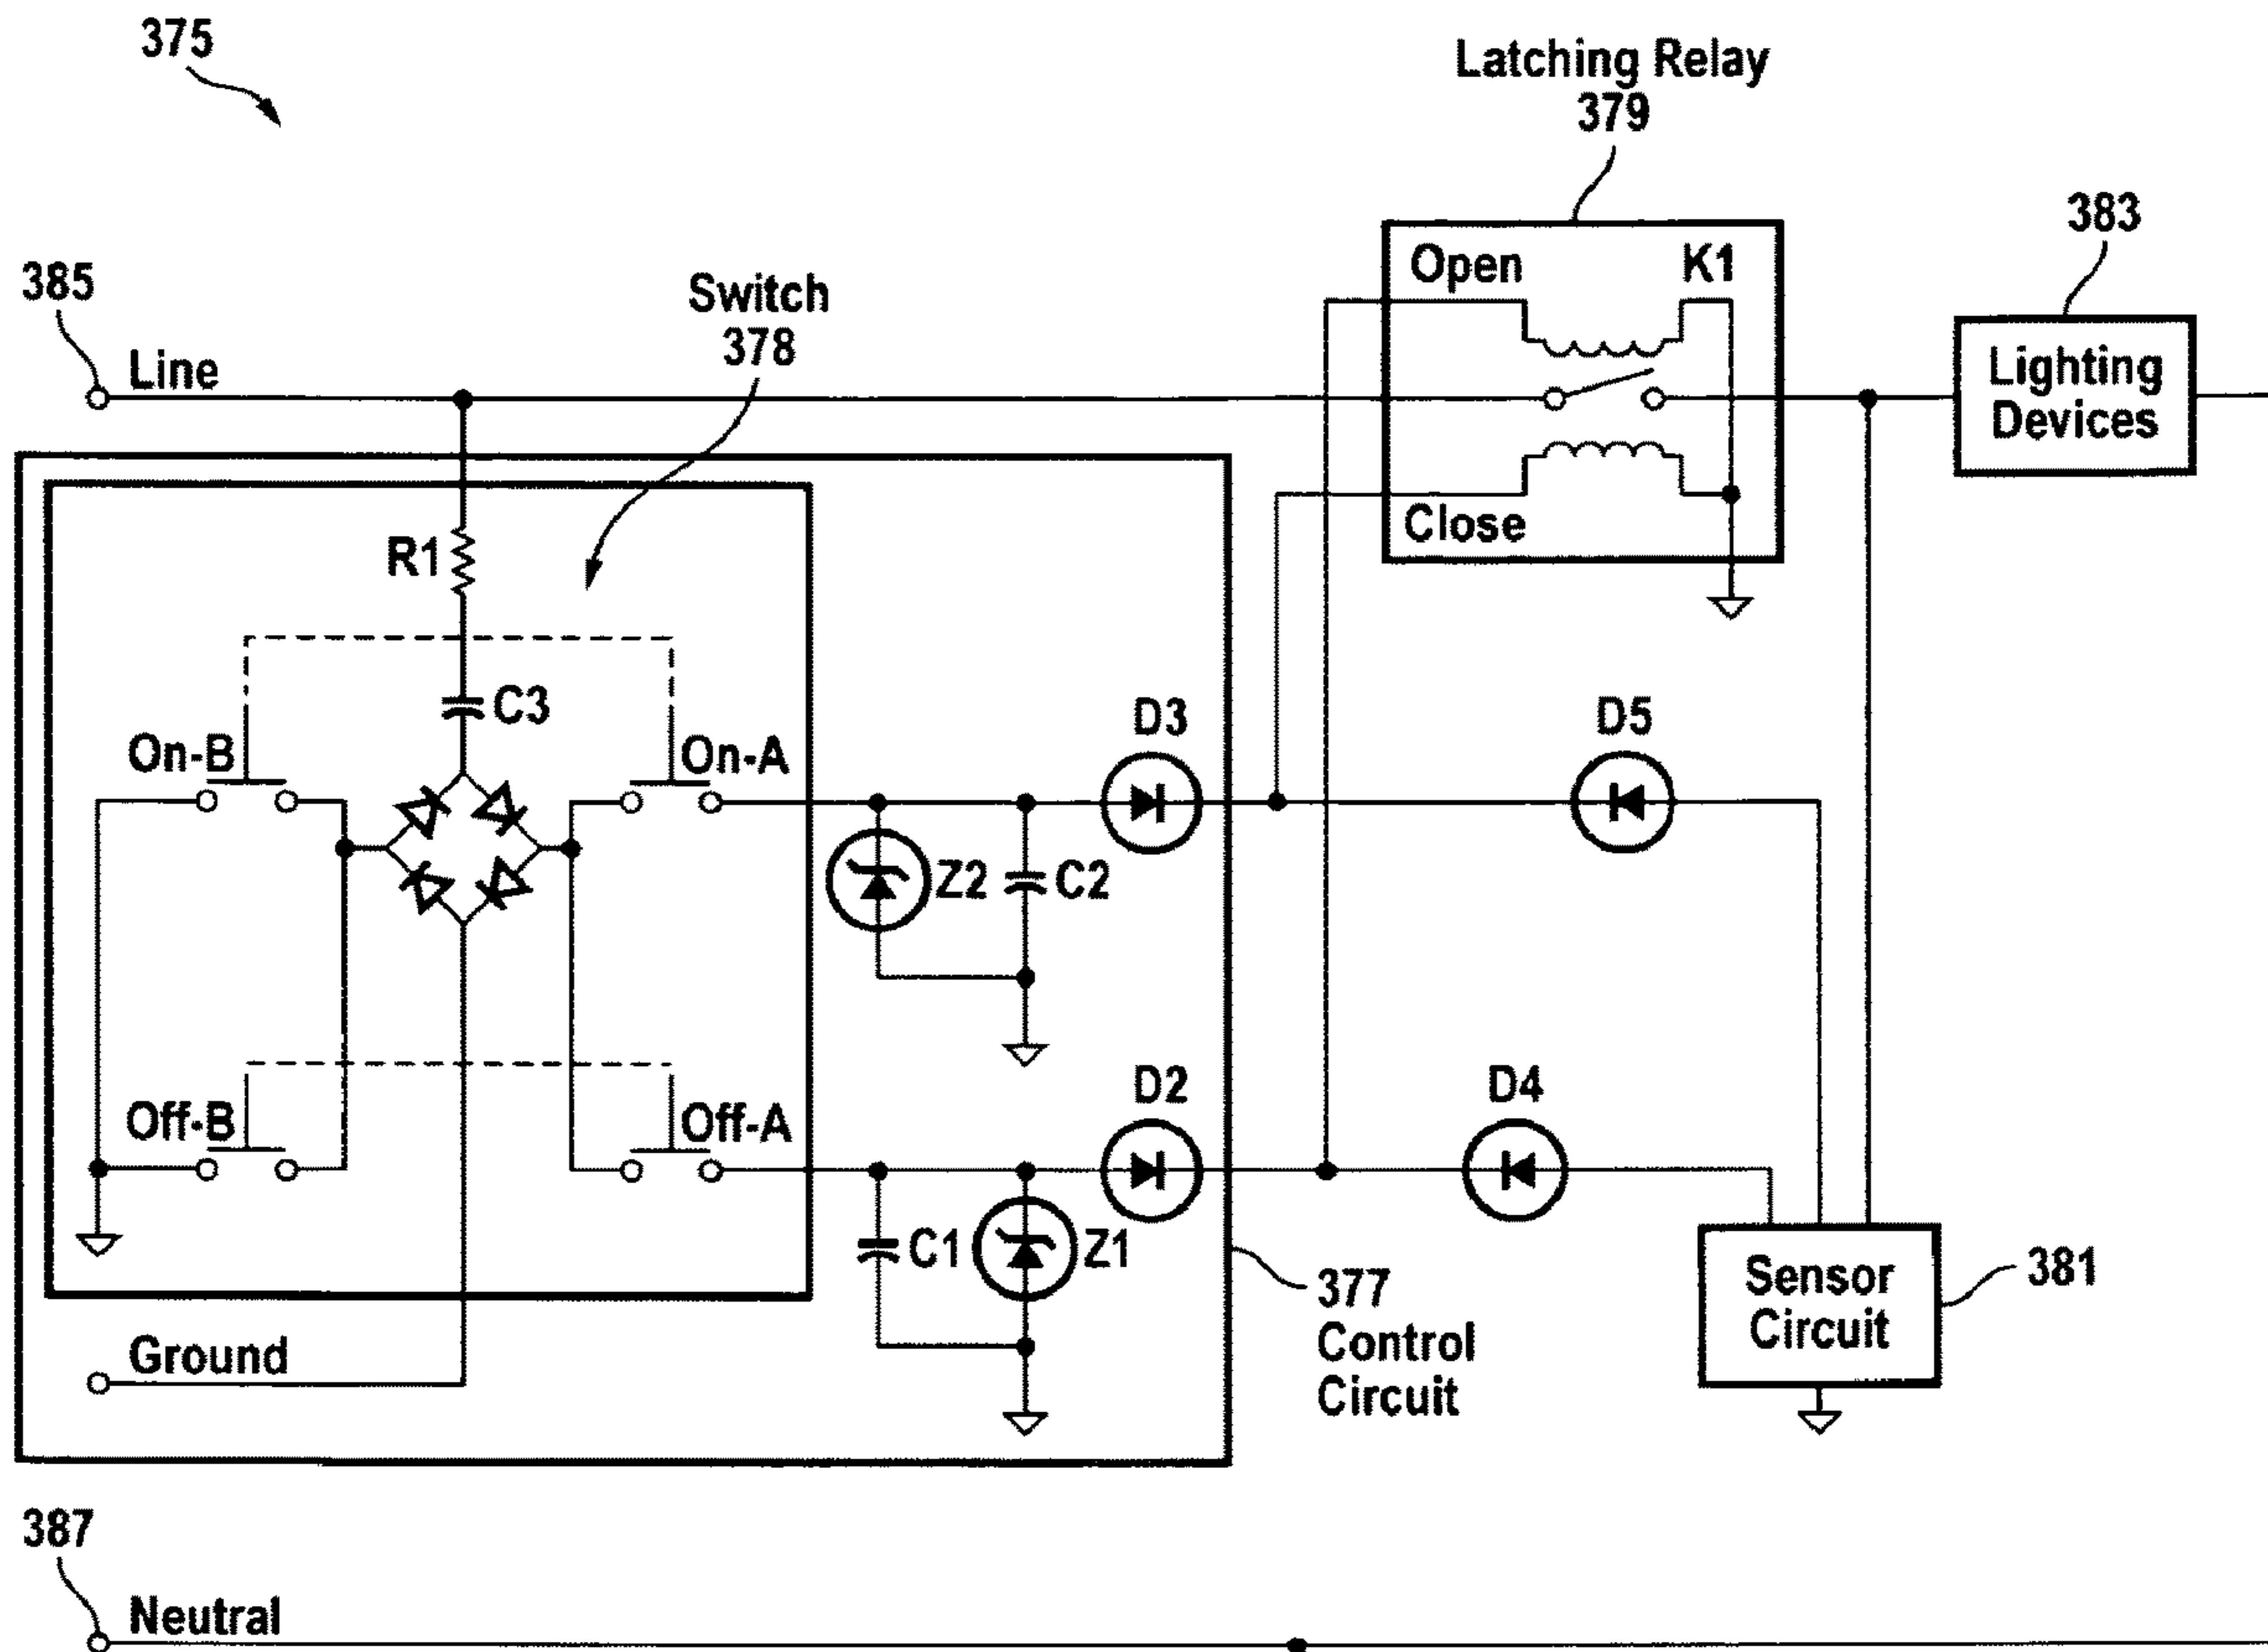 375
Latching Relay
379
383
385
Line
Switch
378
Open
K1
Lighting
Devices
Close
R1
C3
On-B
On-A
D3
D5
Z2
C2
Off-B
Off-A
D2
D4
C1
Z1
377
Control
Circuit
Sensor
Circuit
381
Ground
387
Neutral